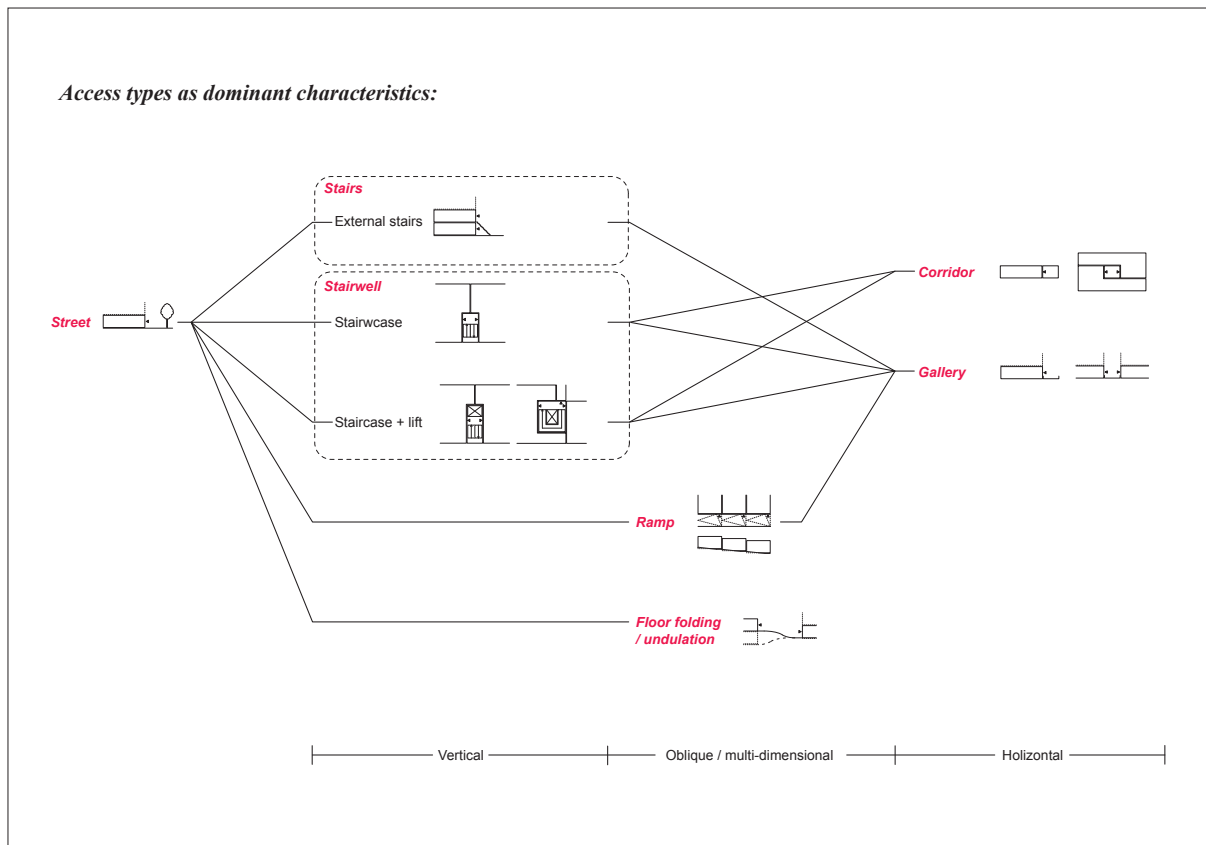 Access types as dominant characteristics:
Stairs
External stairs
Stairwell
Corridor
Street
Stairwcase
Gallery
Staircase + lift
Ramp
Floor folding
/ undulation
Vertical
Oblique / multi-dimensional
Holizontal